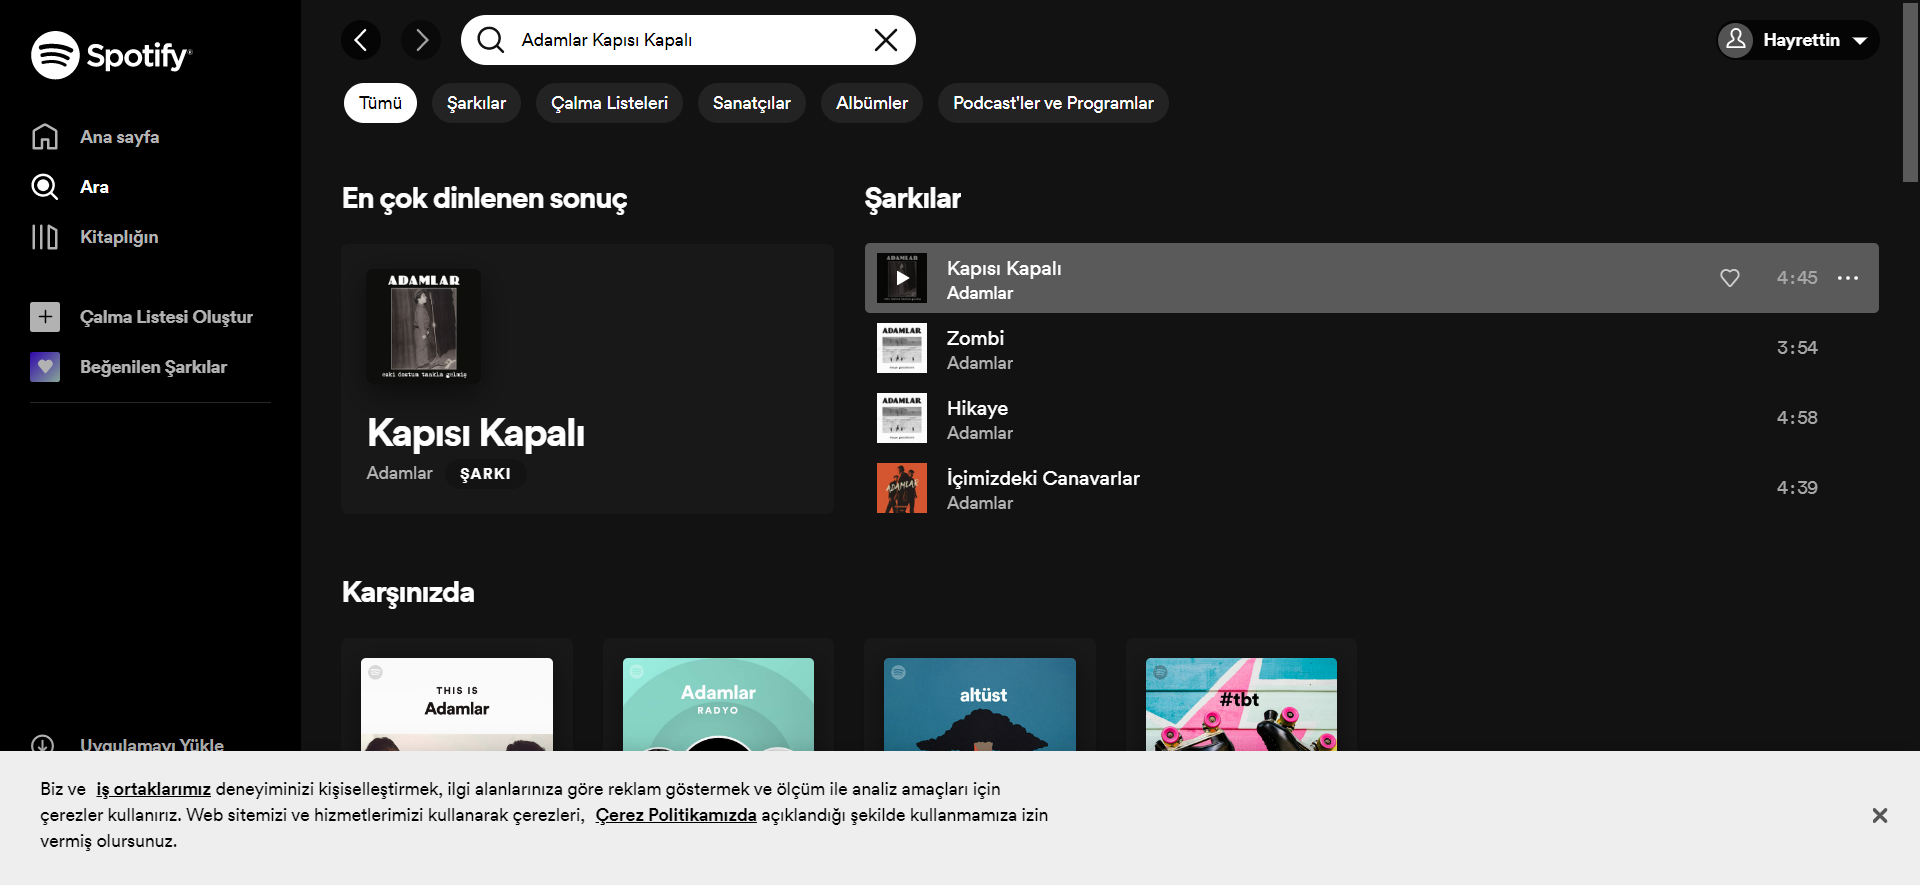 Spotify
Ana sayfa
Ara
Kitaplığın
Çalma Listesi Oluştur
Beğenilen Şarkılar
Uygulamayı Yükle
Adamlar Kapısı Kapalı
Hayrettin
Tümü
Şarkılar
Çalma Listeleri
Sanatçılar
Albümler
Podcast'ler ve Programlar
En çok dinlenen sonuç
ADAMLAR
eski dostum tankla gelmiş
Kapısı Kapalı
Adamlar
ŞARKI
Şarkılar
Kapısı Kapalı
Adamlar
4:45
ADAMLAR
Zombi
Adamlar
3:54
ADAMLAR
Hikaye
Adamlar
4:58
ADAMLAR
İçimizdeki Canavarlar
Adamlar
4:39
Karşınızda
THIS IS
Adamlar
Adamlar
RADYO
altüst
#tbt
Biz ve iş ortaklarımız deneyiminizi kişiselleştirmek, ilgi alanlarınıza göre reklam göstermek ve ölçüm ile analiz amaçları için
çerezler kullanırız. Web sitemizi ve hizmetlerimizi kullanarak çerezleri, Çerez Politikamızda açıklandığı şekilde kullanmamıza izin
vermiş olursunuz.